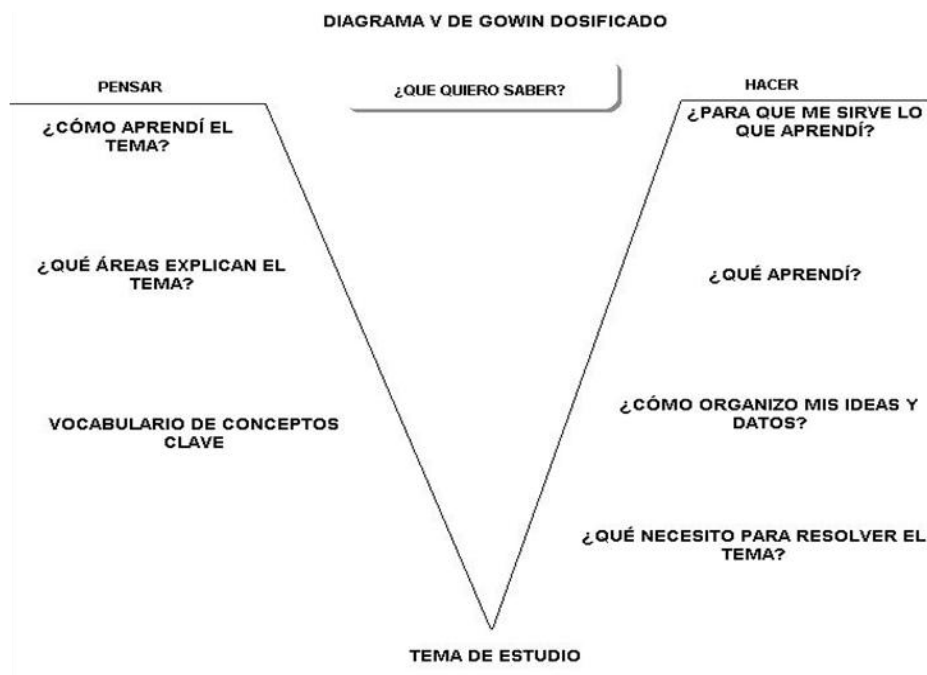 DIAGRAMA V DE GOWIN DOSIFICADO
PENSAR
¿QUE QUIERO SABER?
HACER
¿CÓMO APRENDÍ EL
TEMA?
¿PARA QUE ME SIRVE LO
QUE APRENDÍ?
¿QUÉ ÁREAS EXPLICAN EL
TEMA?
¿QUÉ APRENDÍ?
VOCABULARIO DE CONCEPTOS
CLAVE
¿CÓMO ORGANIZO MIS IDEAS Y
DATOS?
¿QUÉ NECESITO PARA RESOLVER EL
TEMA?
TEMA DE ESTUDIO